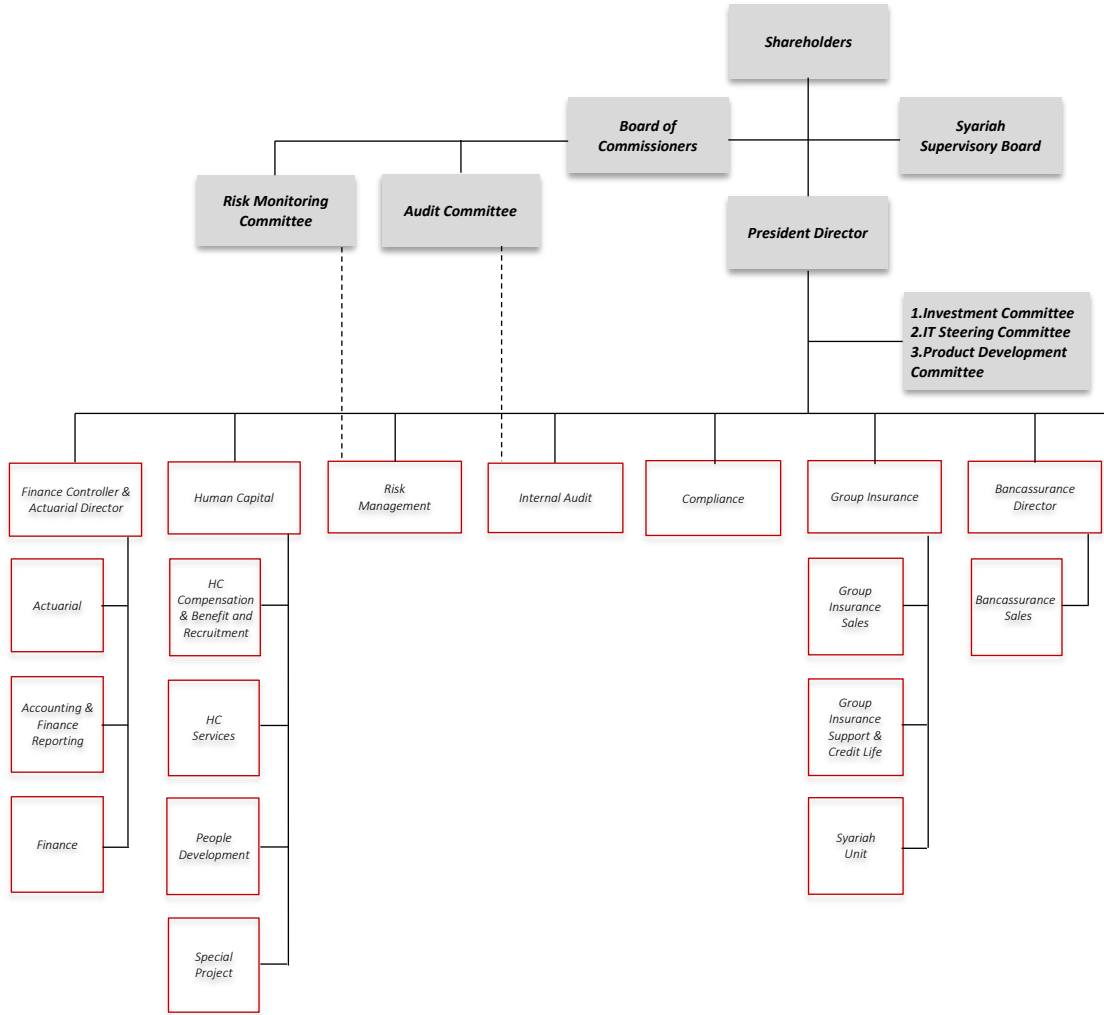 Shareholders
Board of
Commissioners
Syariah
Supervisory Board
Risk Monitoring
Committee
Audit Committee
President Director
1.Investment Committee
2.IT Steering Committee
3.Product Development
Committee
Finance Controller &
Actuarial Director
Human Capital
Risk
Management
Internal Audit
Compliance
Group Insurance
Bancassurance
Director
Actuarial
HC
Compensation
& Benefit and
Recruitment
Group
Insurance
Sales
Bancassurance
Sales
Accounting &
Finance
Reporting
HC
Services
Group
Insurance
Support &
Credit Life
Finance
People
Development
Syariah
Unit
Special
Project